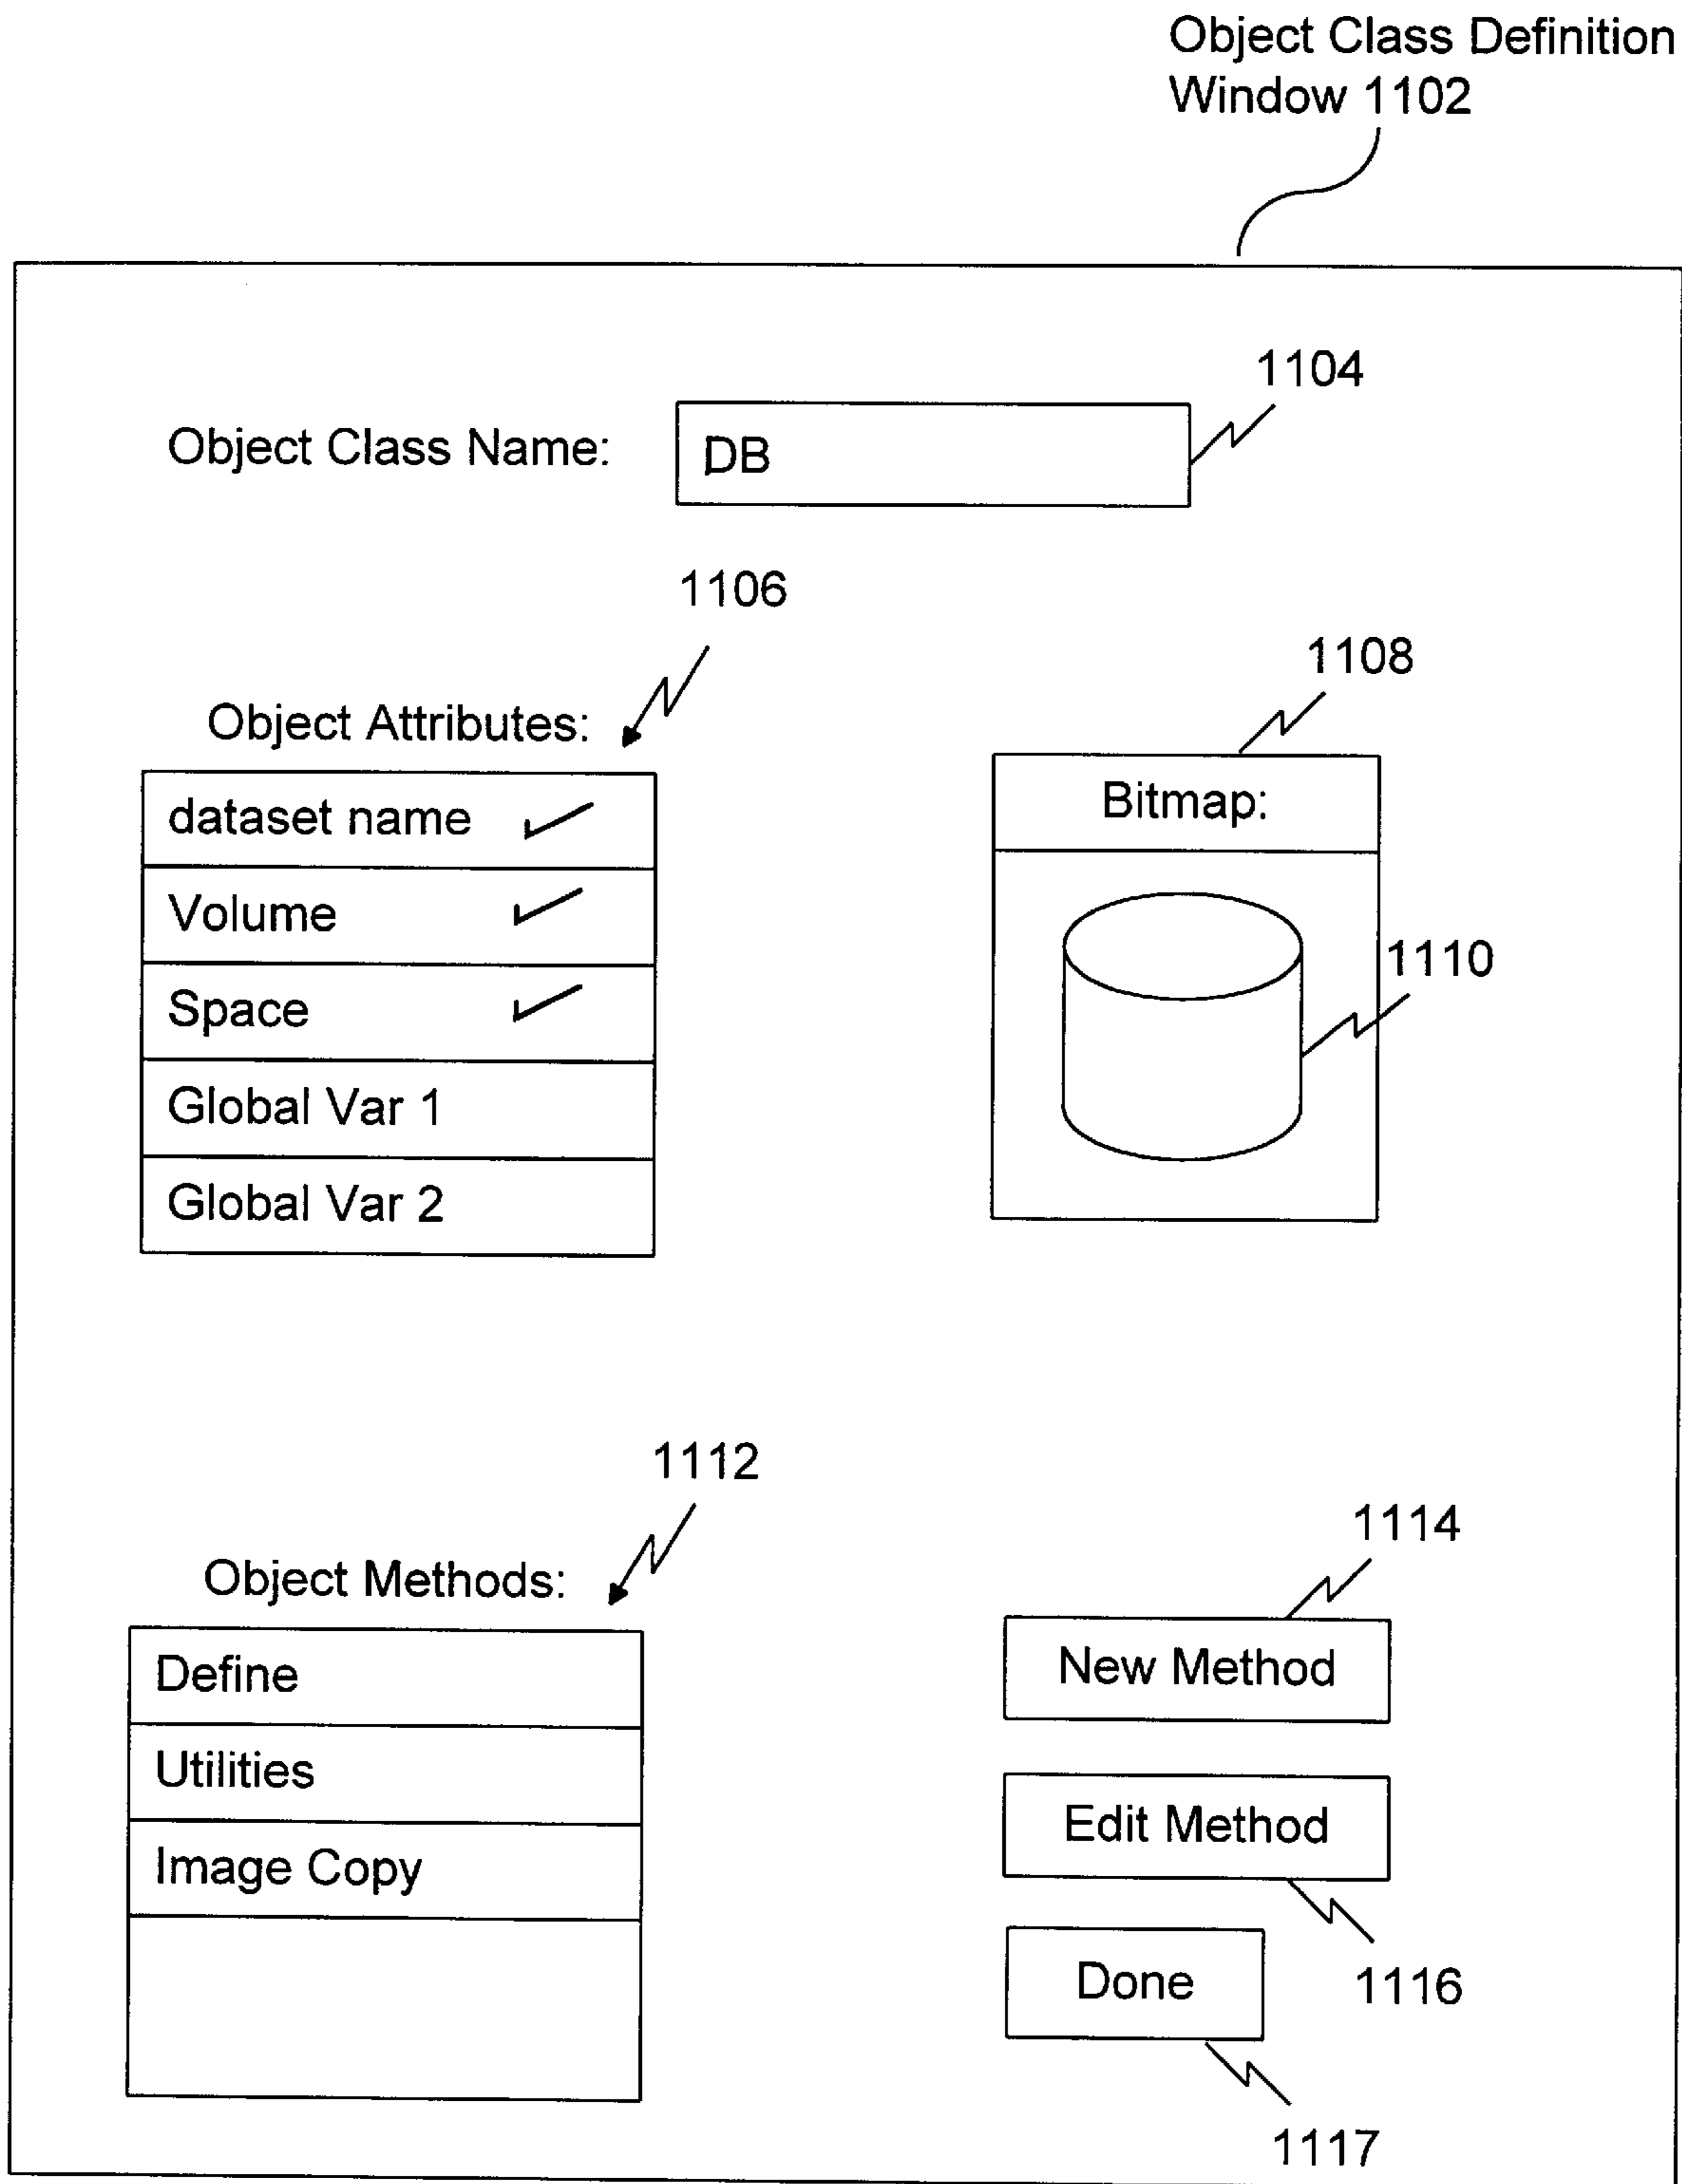 Object Class Definition
Window 1102
1104
Object Class Name:
DB
1106
1108
Object Attributes:
Bitmap:
dataset name
Volume
1110
Space
Global Var 1
Global Var 2
1112
1114
Object Methods:
New Method
Define
Utilities
Edit Method
Image Copy
Done
1116
1117